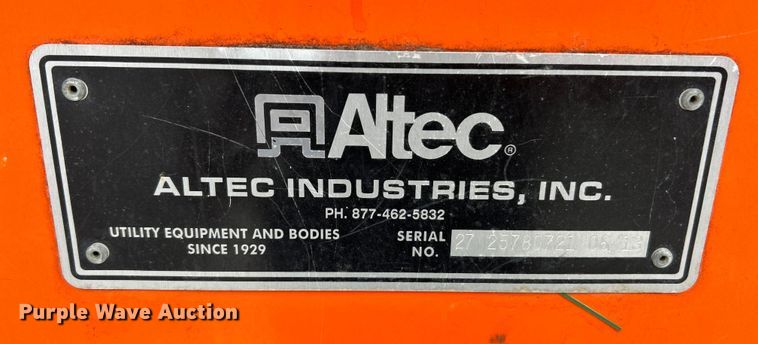 Altec®
ALTEC INDUSTRIES, INC.
PH. 877-462-5832
UTILITY EQUIPMENT AND BODIES
SINCE 1929
SERIAL
NO.
Purple Wave Auction